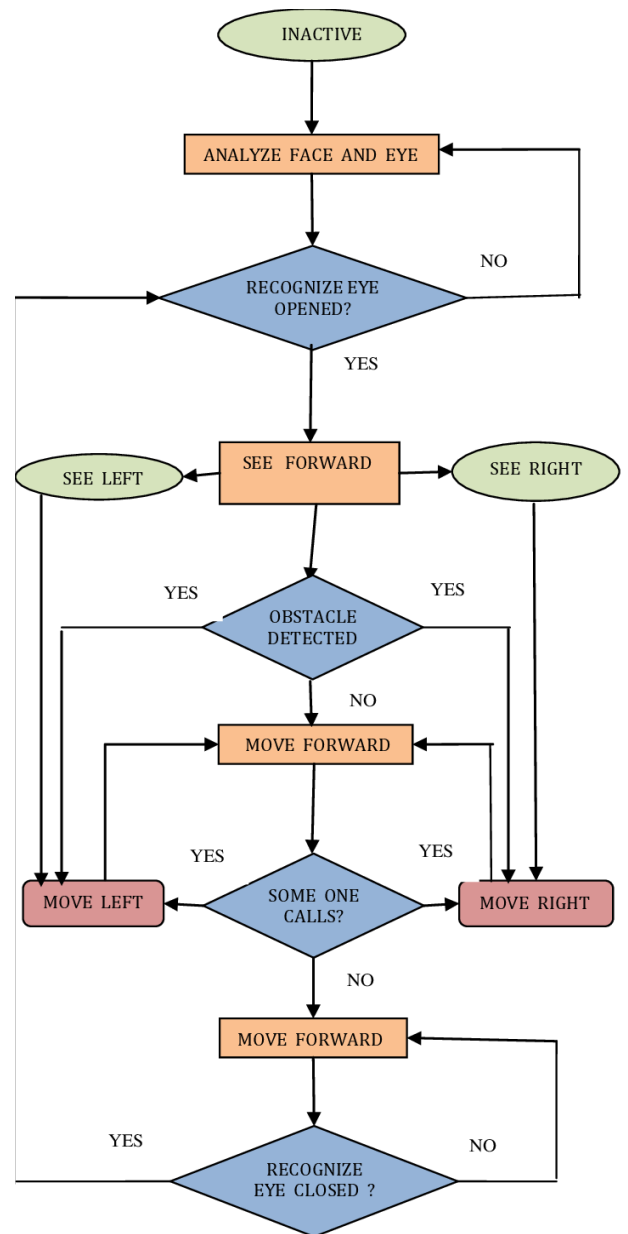 INACTIVE
ANALYZE FACE AND EYE
RECOGNIZE EYE
OPENED?
NO
YES
SEE LEFT
SEE FORWARD
SEE RIGHT
YES
YES
OBSTACLE
DETECTED
NO
MOVE FORWARD
YES
YES
MOVE LEFT
SOME ONE
CALLS?
MOVE RIGHT
NO
MOVE FORWARD
YES
NO
RECOGNIZE
EYE CLOSED ?